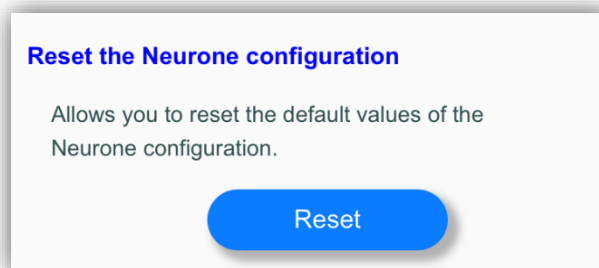 Reset the Neurone configuration
Allows you to reset the default values of the
Neurone configuration.
Reset